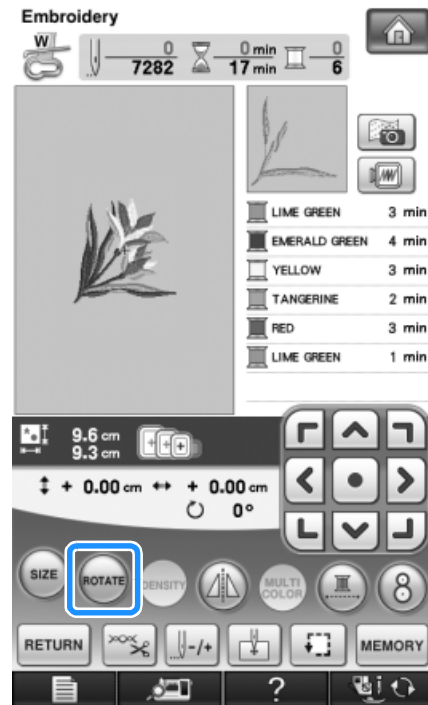 Embroidery
W
0 0 min 0
7282 17 min 6
LIME GREEN 3 min
EMERALD GREEN 4 min
YELLOW 3 min
TANGERINE 2 min
RED 3 min
LIME GREEN 1 min
9.6 cm
9.3 cm
+ 0.00 cm + 0.00 cm
0°
SIZE ROTATE DENSITY MULTI COLOR 8
RETURN -/+ MEMORY
?